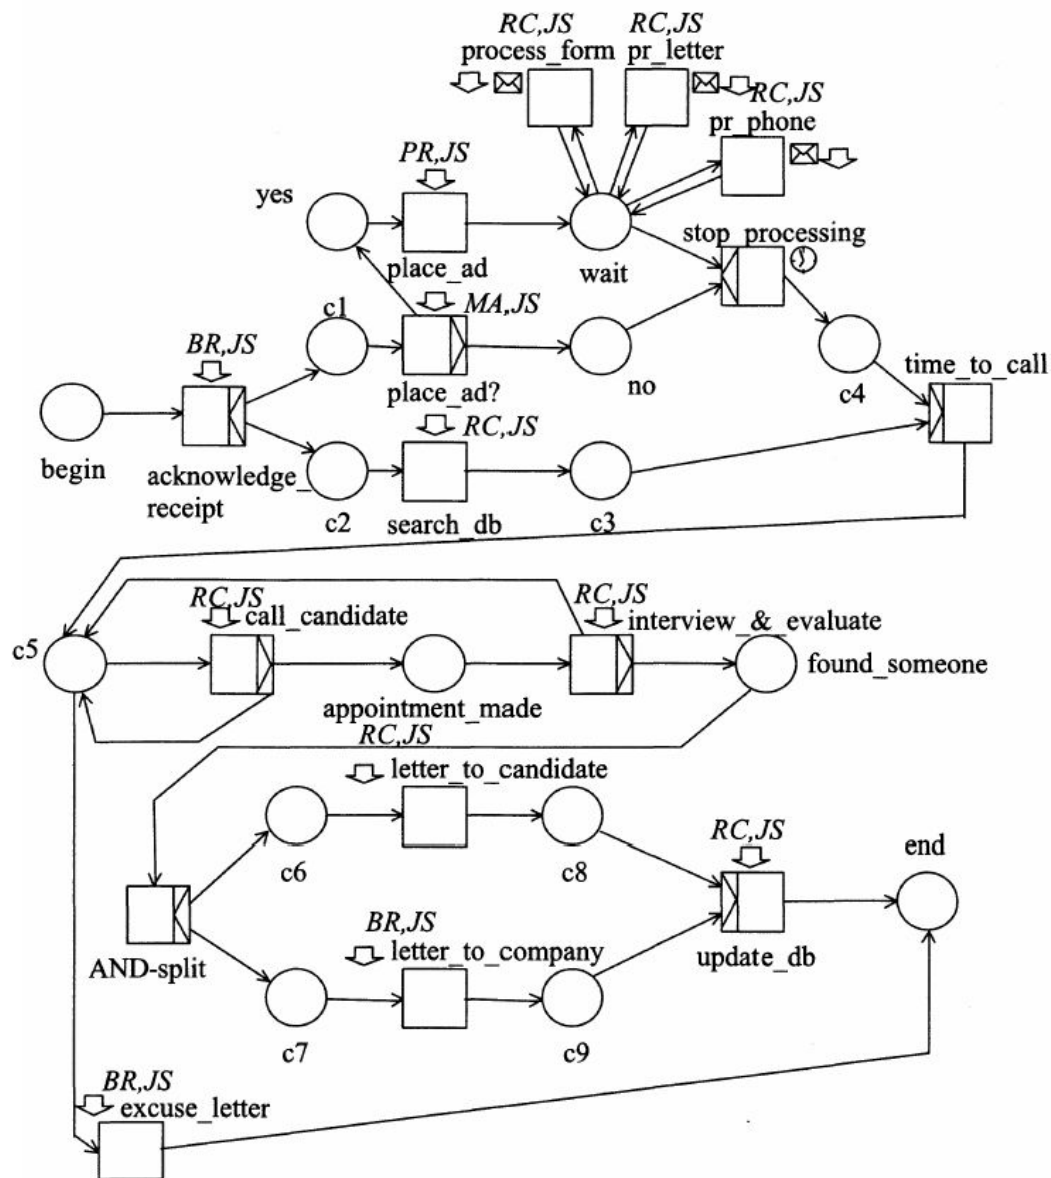 RC,JS
RC,JS
process_form
pr_letter
RC,JS
pr_phone
PR,JS
yes
stop_processing
place_ad
wait
c1
MA,JS
BR,JS
time_to_call
place_ad?
no
c4
RC,JS
begin
acknowledge_
receipt
c2
search_db
c3
RC,JS
call_candidate
RC,JS
interview_&_evaluate
c5
found_someone
appointment_made
RC,JS
letter_to_candidate
RC,JS
end
c6
c8
BR,JS
letter_to_company
AND-split
update_db
c7
c9
BR,JS
excuse_letter